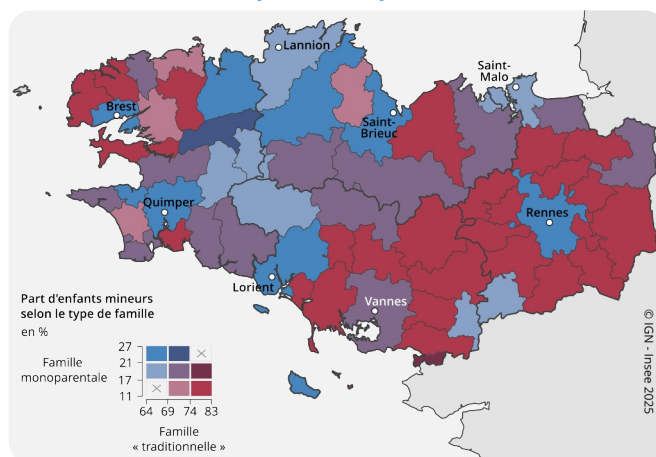 Lannion
Saint-
Malo
Brest
Saint-
Brieuc
Quimper
Rennes
Lorient
Vannes
Part d'enfants mineurs
selon le type de famille
en %
Famille
monoparentale
27
21
17
11
64 69 74 83
Famille
« traditionnelle »
© IGN - Insee 2025